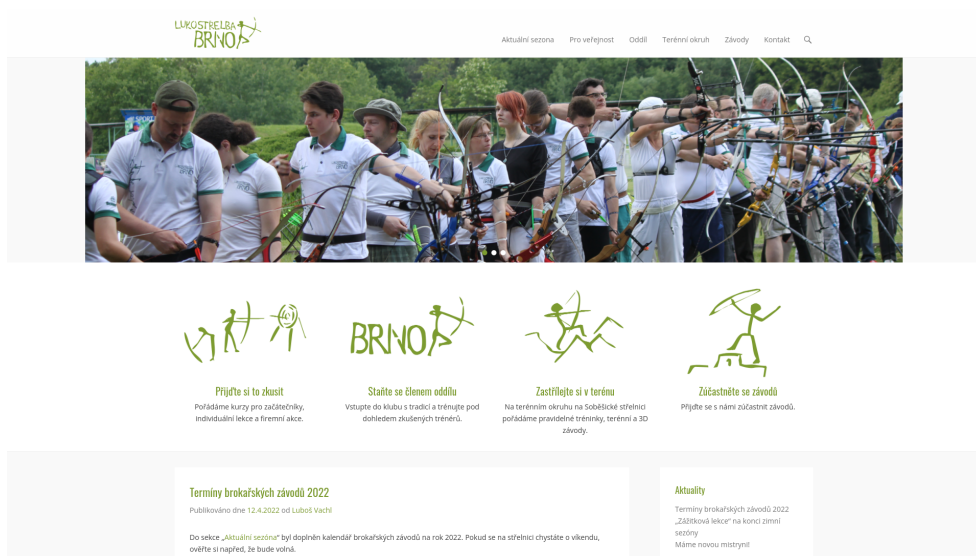 LUKOSTŘELBA
BRNO
Aktuální sezona Pro veřejnost Oddíl Terénní okruh Závody Kontakt
SPORT
BRNO
Přijďte si to zkusit
Pořádáme kurzy pro začátečníky,
individuální lekce a firemní akce.
Staňte se členem oddílu
Vstupte do klubu s tradicí a trénujte pod
dohledem zkušených trénérů.
Zastřílejte si v terénu
Na terénním okruhu na Soběšické střelnici
pořádáme pravidelné tréninky, terénní a 3D
závody.
Zúčastněte se závodů
Přijďte se s námi zúčastnit závodů.
Termíny brokařských závodů 2022
Publikováno dne 12.4.2022 od Luboš Vachl
Do sekce „Aktuální sezóna“ byl doplněn kalendář brokařských závodů na rok 2022. Pokud se na střelnici chystáte o víkendu,
ověřte si napřed, že bude volná.
Aktuality
Termíny brokařských závodů 2022
„Zážitková lekce“ na konci zimní
sezóny
Máme novou mistryni!